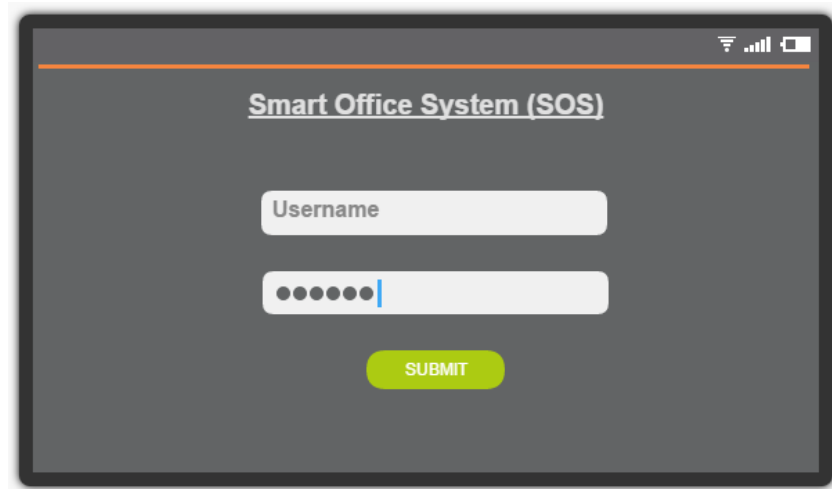 Smart Office System (SOS)
Username
●●●●●●
SUBMIT